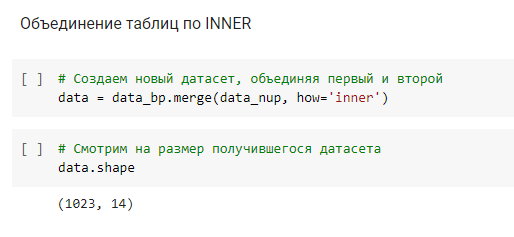 Объединение таблиц по INNER
[ ] # Создаем новый датасет, объединяя первый и второй
data = data_bp.merge(data_nup, how='inner')
[ ] # Смотрим на размер получившегося датасета
data.shape
(1023, 14)